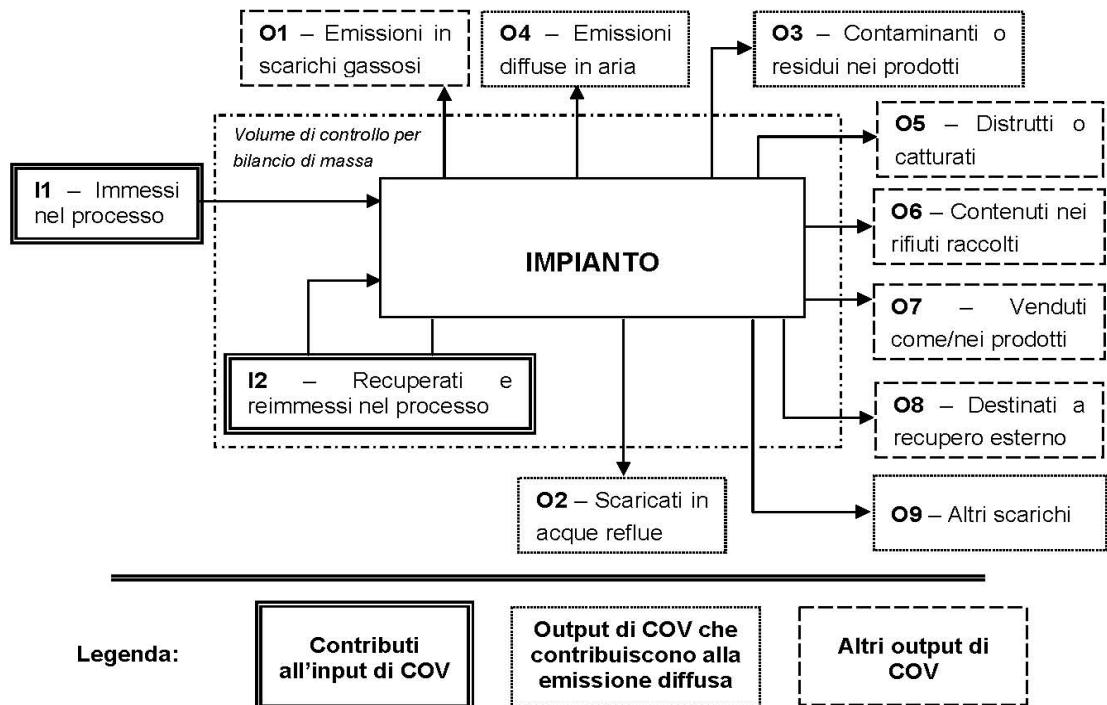 O1 – Emissioni in
scarichi gassosi
O4 – Emissioni
diffuse in aria
O3 – Contaminanti o
residui nei prodotti
Volume di controllo per
bilancio di massa
O5 – Distrutti o
catturati
I1 – Immessi
nel processo
O6 – Contenuti nei
rifiuti raccolti
IMPIANTO
O7 – Venduti
come/nei prodotti
I2 – Recuperati e
reimmessi nel processo
O8 – Destinati a
recupero esterno
O2 – Scaricati in
acque reflue
O9 – Altri scarichi
Legenda:
Contributi
all'input di COV
Output di COV che
contribuiscono alla
emissione diffusa
Altri output di
COV